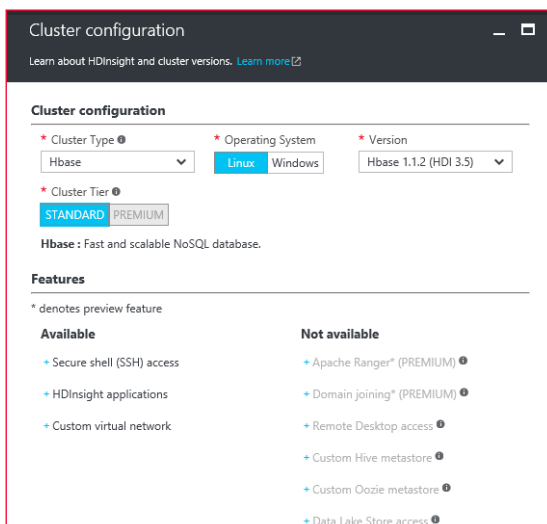 Cluster configuration
Learn about HDInsight and cluster versions. Learn more
Cluster configuration
* Cluster Type
* Operating System
* Version
Hbase
Linux
Windows
Hbase 1.1.2 (HDI 3.5)
* Cluster Tier
STANDARD
PREMIUM
Hbase : Fast and scalable NoSQL database.
Features
* denotes preview feature
Available
Not available
+ Secure shell (SSH) access
+ Apache Ranger* (PREMIUM)
+ HDInsight applications
+ Domain joining* (PREMIUM)
+ Custom virtual network
+ Remote Desktop access
+ Custom Hive metastore
+ Custom Oozie metastore
+ Data Lake Store access